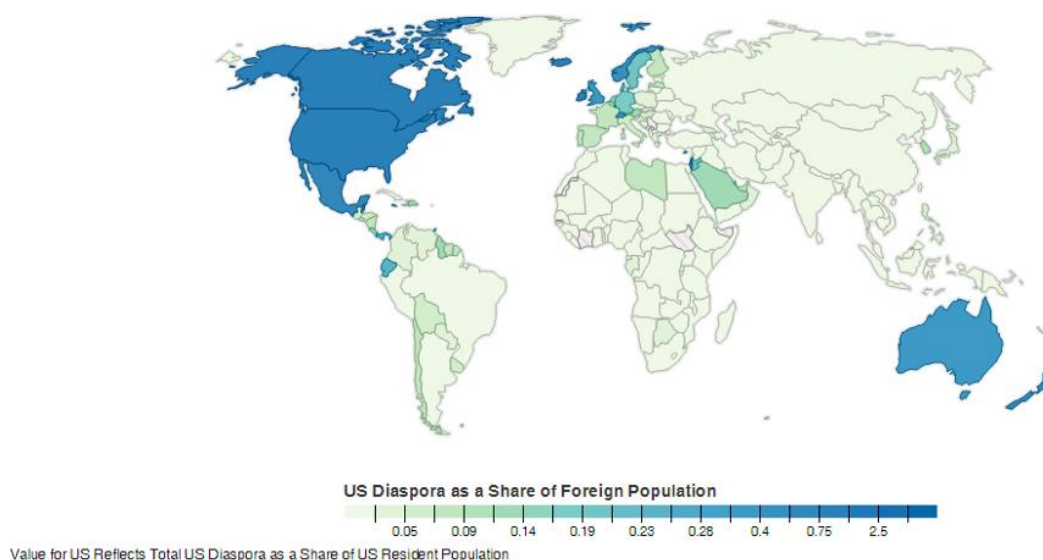 US Diaspora as a Share of Foreign Population
0.05 0.09 0.14 0.19 0.23 0.28 0.4 0.75 2.5
Value for US Reflects Total US Diaspora as a Share of US Resident Population